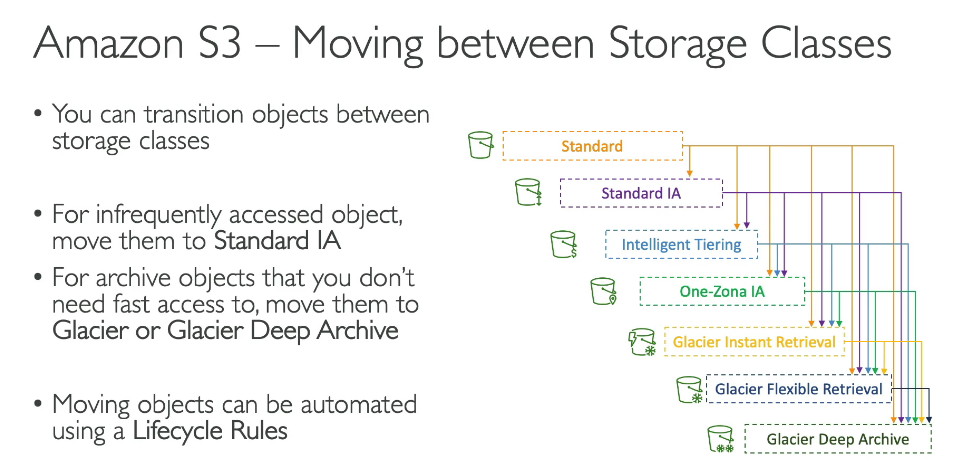 Amazon S3 – Moving between Storage Classes
• You can transition objects between
storage classes
• For infrequently accessed object,
move them to Standard IA
• For archive objects that you don’t
need fast access to, move them to
Glacier or Glacier Deep Archive
• Moving objects can be automated
using a Lifecycle Rules
Standard
Standard IA
Intelligent Tiering
One-Zona IA
Glacier Instant Retrieval
Glacier Flexible Retrieval
Glacier Deep Archive